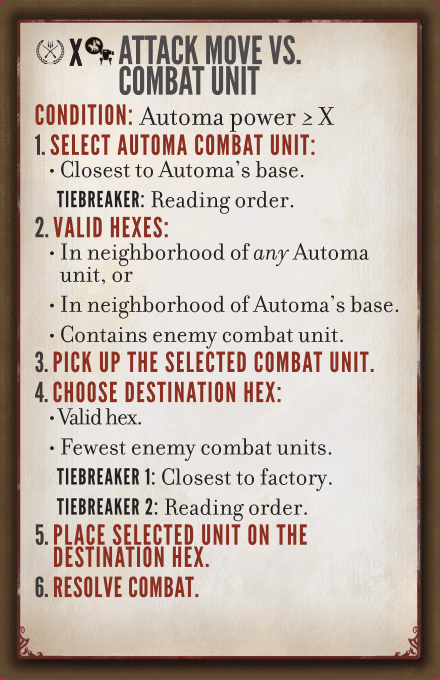 X ATTACK MOVE VS.
COMBAT UNIT
CONDITION: Automa power ≥ X
1. SELECT AUTOMA COMBAT UNIT:
• Closest to Automa's base.
TIEBREAKER: Reading order.
2. VALID HEXES:
• In neighborhood of any Automa
unit, or
• In neighborhood of Automa's base.
• Contains enemy combat unit.
3. PICK UP THE SELECTED COMBAT UNIT.
4. CHOOSE DESTINATION HEX:
• Valid hex.
• Fewest enemy combat units.
TIEBREAKER 1: Closest to factory.
TIEBREAKER 2: Reading order.
5. PLACE SELECTED UNIT ON THE
DESTINATION HEX.
6. RESOLVE COMBAT.